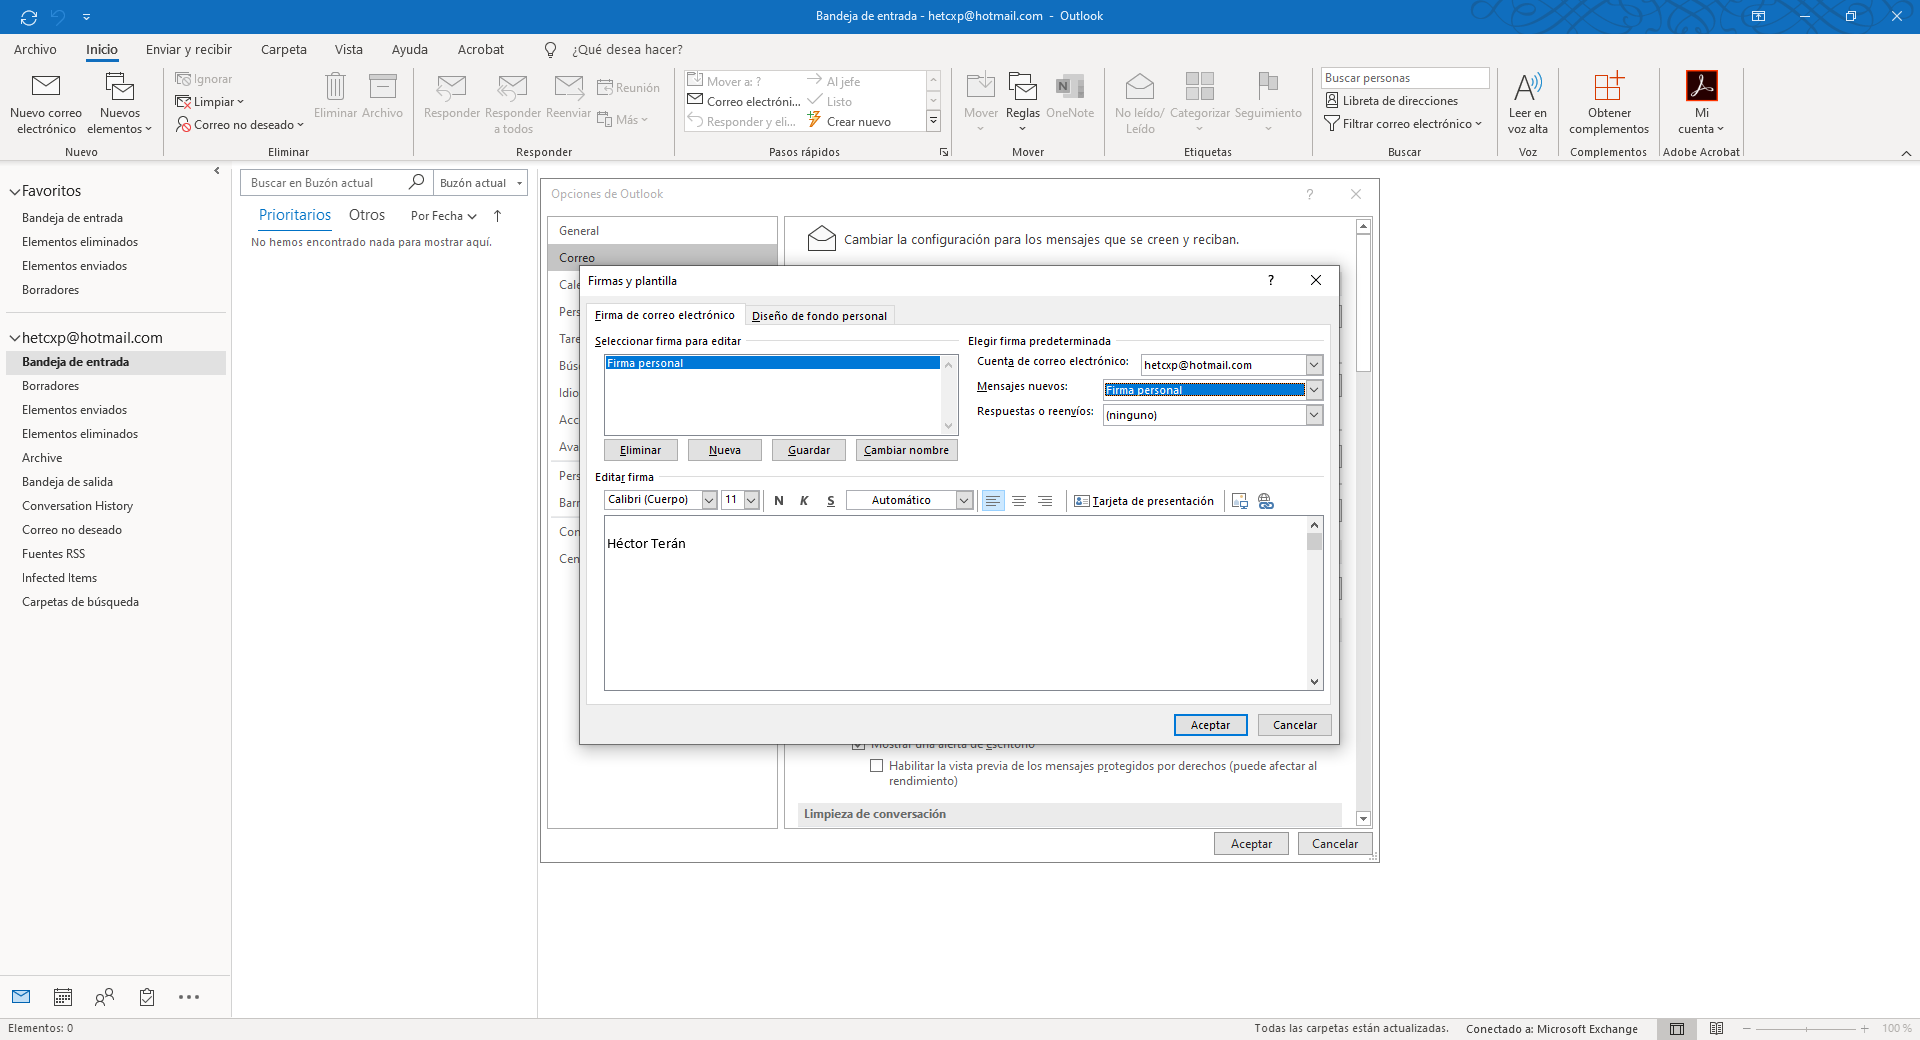 Bandeja de entrada - hetcxp@hotmail.com - Outlook
Archivo Inicio Enviar y recibir Carpeta Vista Ayuda Acrobat ¿Qué desea hacer?
Nuevo correo electrónico
Nuevos elementos
Nuevo
Ignorar
Limpiar
Correo no deseado
Eliminar
Archivo
Eliminar
Responder
Responder a todos
Reenviar
Reunión
Más
Responder
Mover a: ?
Correo electróni...
Responder y eli...
Al jefe
Listo
Crear nuevo
Pasos rápidos
Mover
Reglas
OneNote
Mover
No leído/ Leído
Categorizar
Seguimiento
Etiquetas
Buscar personas
Libreta de direcciones
Filtrar correo electrónico
Buscar
Leer en voz alta
Voz
Obtener complementos
Complementos
Mi cuenta
Adobe Acrobat
Favoritos
Bandeja de entrada
Elementos eliminados
Elementos enviados
Borradores
hetcxp@hotmail.com
Bandeja de entrada
Borradores
Elementos enviados
Elementos eliminados
Archive
Bandeja de salida
Conversation History
Correo no deseado
Fuentes RSS
Infected Items
Carpetas de búsqueda
Buscar en Buzón actual
Buzón actual
Prioritarios Otros Por Fecha
No hemos encontrado nada para mostrar aquí.
Opciones de Outlook
?
General
Correo
Cale
Pers
Tare
Bús
Idio
Acc
Ava
Pers
Barr
Con
Cen
Cambiar la configuración para los mensajes que se creen y reciban.
Firmas y plantilla
?
Firma de correo electrónico
Diseño de fondo personal
Seleccionar firma para editar
Firma personal
Eliminar
Nueva
Guardar
Cambiar nombre
Elegir firma predeterminada
Cuenta de correo electrónico: hetcxp@hotmail.com
Mensajes nuevos: Firma personal
Respuestas o reenvíos: (ninguno)
Editar firma
Calibri (Cuerpo) 11 N K S Automático Tarjeta de presentación
Héctor Terán
Aceptar
Cancelar
Mostrar una alerta de escritorio
Habilitar la vista previa de los mensajes protegidos por derechos (puede afectar al
rendimiento)
Limpieza de conversación
Aceptar
Cancelar
Elementos: 0
Todas las carpetas están actualizadas.
Conectado a: Microsoft Exchange
100 %